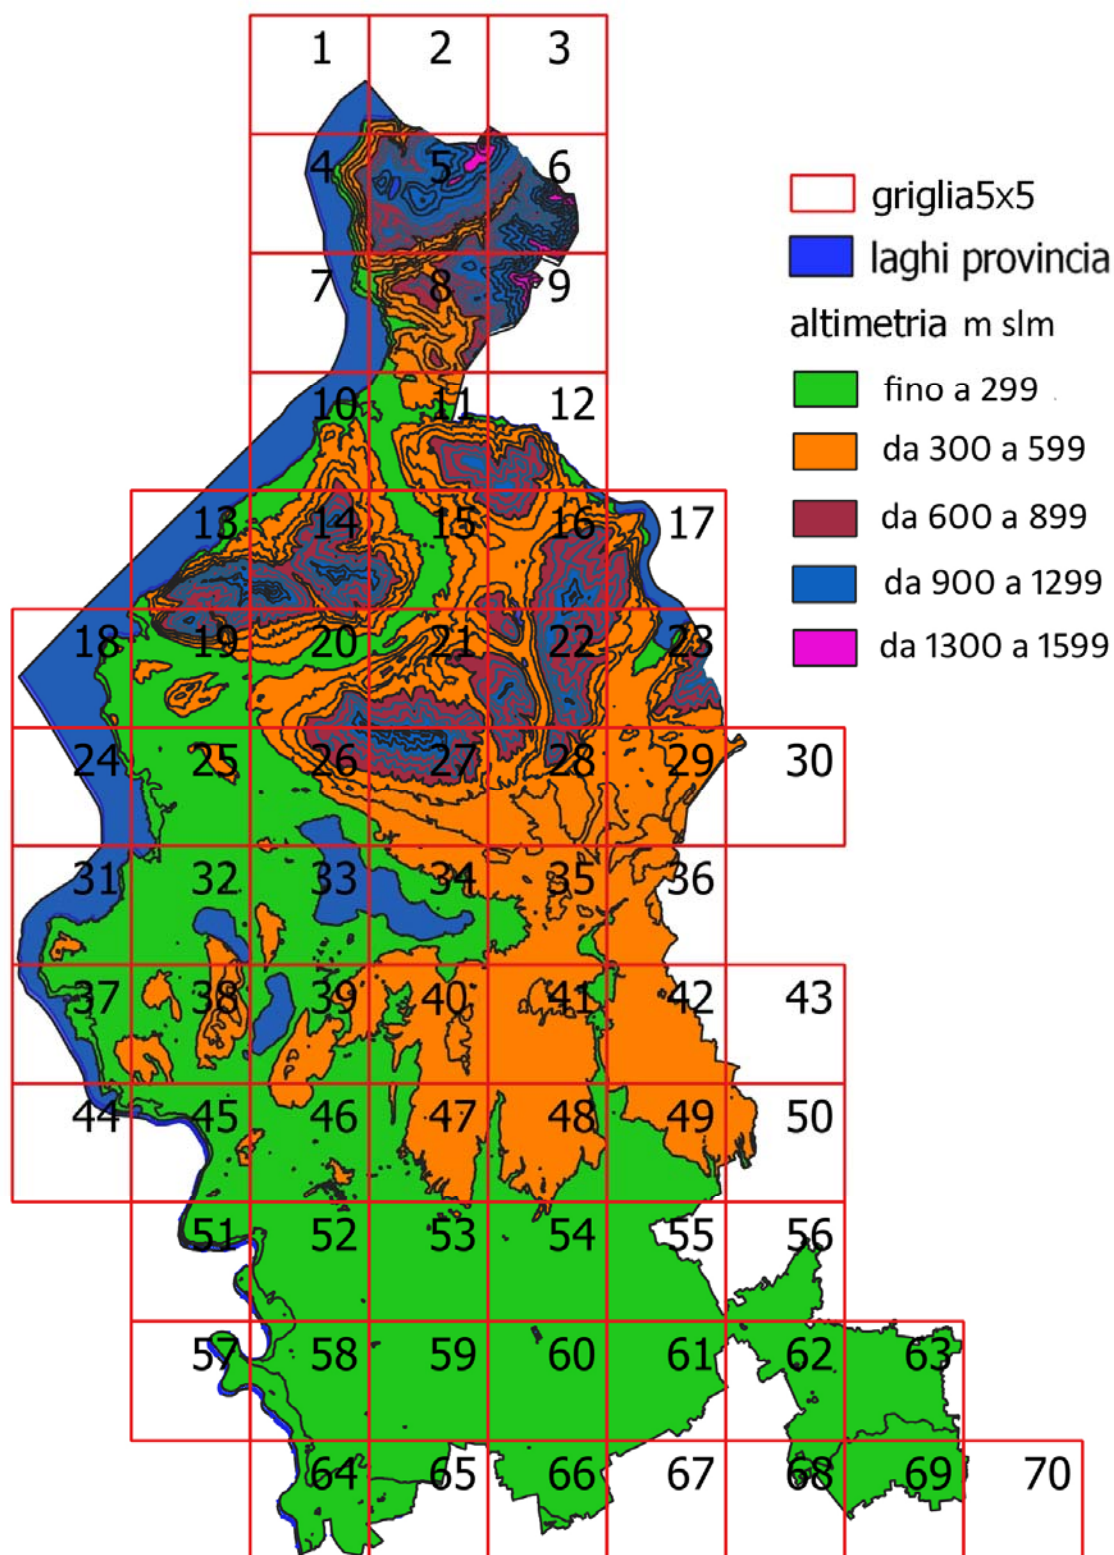 1 2 3
4 5 6
7 8 9
10 11 12
13 14 15 16 17
18 19 20 21 22 23
24 25 26 27 28 29 30
31 32 33 34 35 36
37 38 39 40 41 42 43
44 45 46 47 48 49 50
51 52 53 54 55 56
57 58 59 60 61 62 63
64 65 66 67 68 69 70
griglia5x5
laghi provincia
altimetria m slm
fino a 299
da 300 a 599
da 600 a 899
da 900 a 1299
da 1300 a 1599